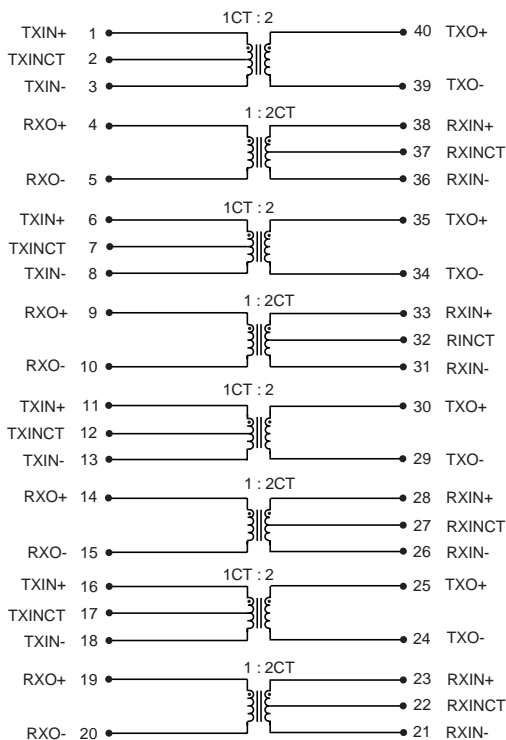 1CT : 2
TXIN+ 1 40 TXO+
TXINCT 2
TXIN- 3 39 TXO-
1 : 2CT
RXO+ 4 38 RXIN+
37 RXINCT
RXO- 5 36 RXIN-
1CT : 2
TXIN+ 6 35 TXO+
TXINCT 7
TXIN- 8 34 TXO-
1 : 2CT
RXO+ 9 33 RXIN+
32 RINCT
RXO- 10 31 RXIN-
1CT : 2
TXIN+ 11 30 TXO+
TXINCT 12
TXIN- 13 29 TXO-
1 : 2CT
RXO+ 14 28 RXIN+
27 RXINCT
RXO- 15 26 RXIN-
1CT : 2
TXIN+ 16 25 TXO+
TXINCT 17
TXIN- 18 24 TXO-
1 : 2CT
RXO+ 19 23 RXIN+
22 RXINCT
RXO- 20 21 RXIN-